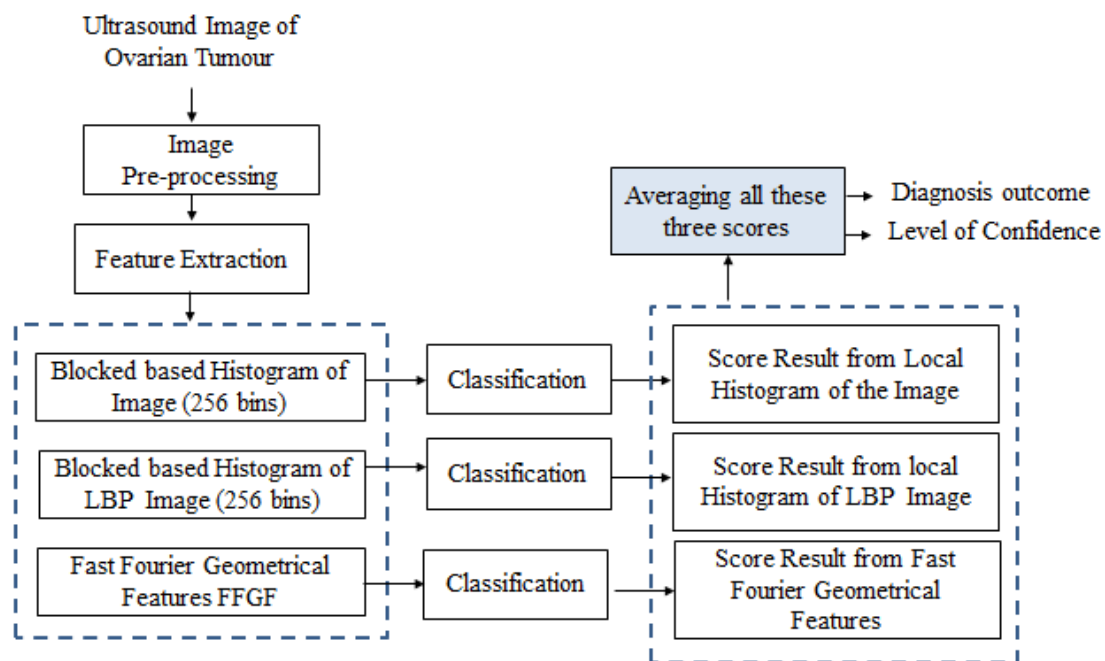 Ultrasound Image of
Ovarian Tumour
Image
Pre-processing
Feature Extraction
Blocked based Histogram of
Image (256 bins)
Blocked based Histogram of
LBP Image (256 bins)
Fast Fourier Geometrical
Features FFGF
Classification
Classification
Classification
Averaging all these
three scores
Diagnosis outcome
Level of Confidence
Score Result from Local
Histogram of the Image
Score Result from local
Histogram of LBP Image
Score Result from Fast
Fourier Geometrical
Features